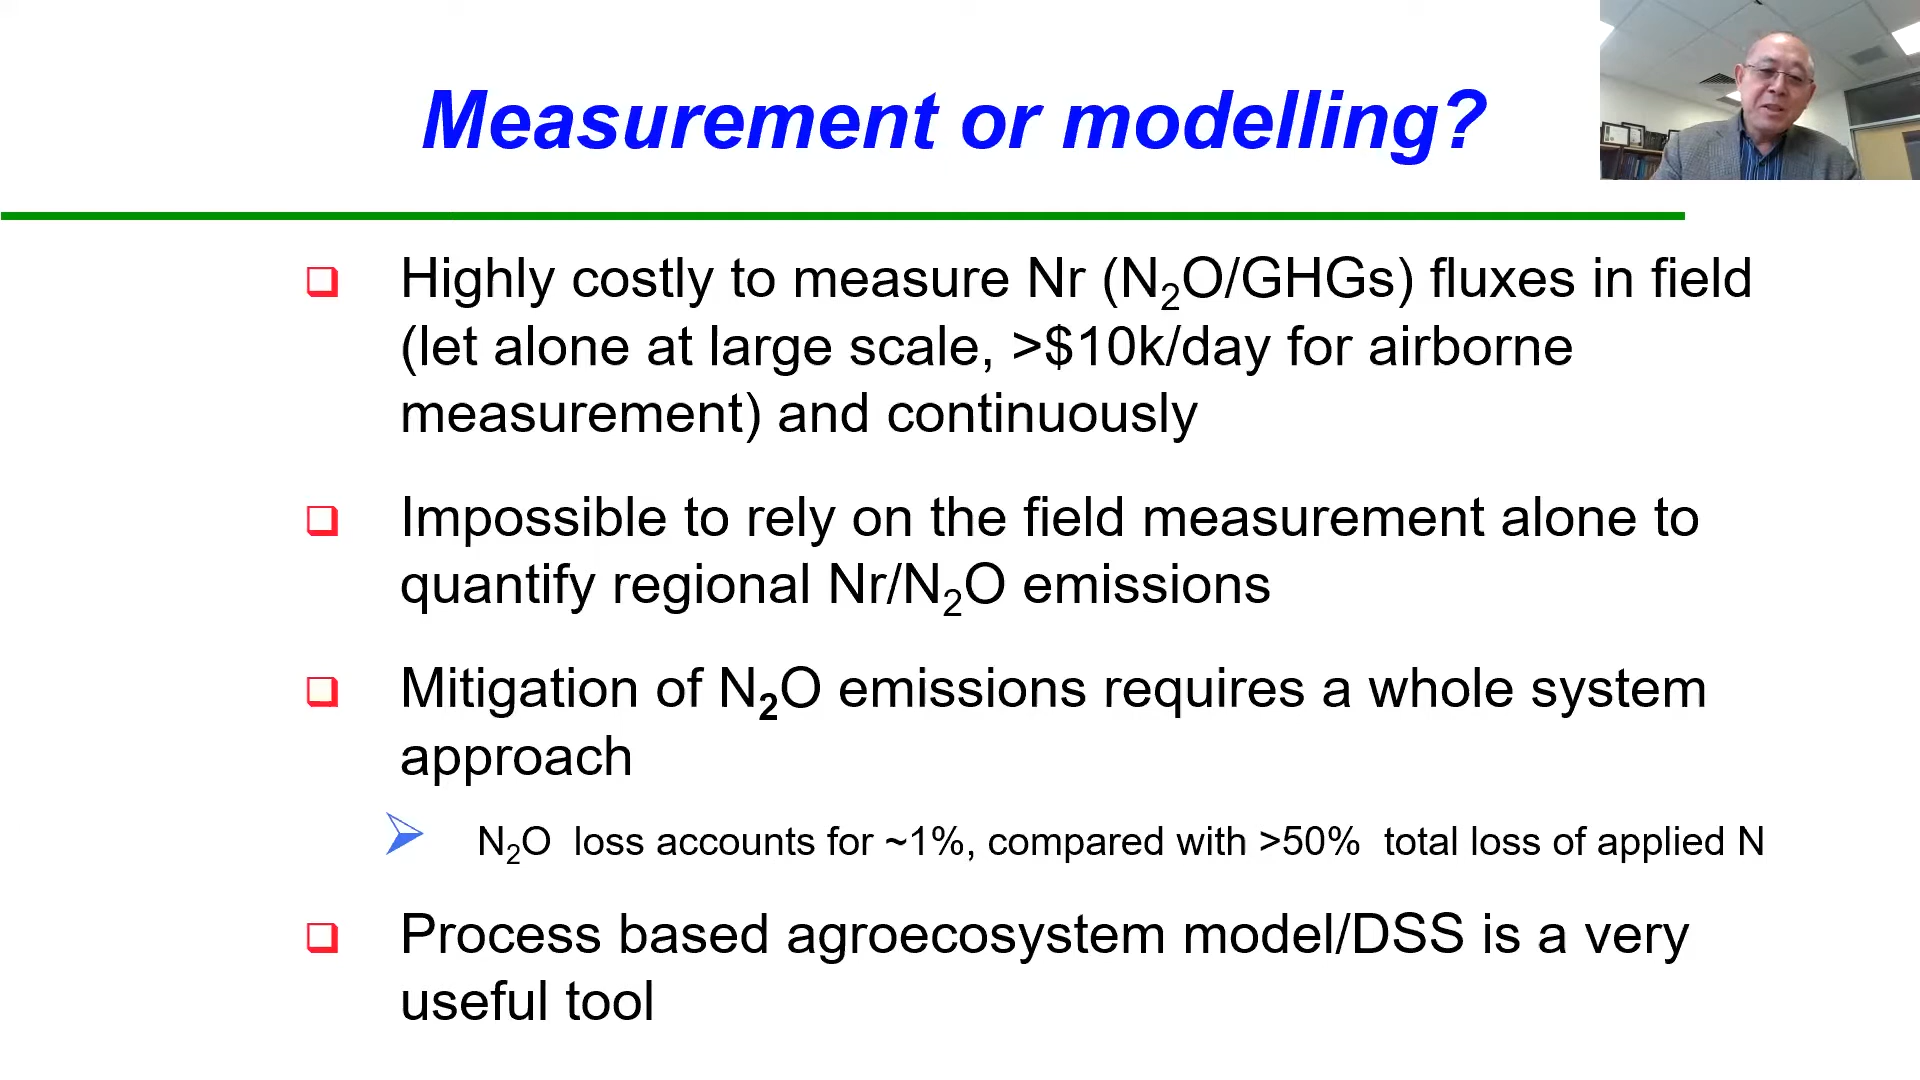 Measurement or modelling?
Highly costly to measure Nr (N₂O/GHGs) fluxes in field
(let alone at large scale, >$10k/day for airborne
measurement) and continuously
Impossible to rely on the field measurement alone to
quantify regional Nr/N₂O emissions
Mitigation of N₂O emissions requires a whole system
approach
N₂O loss accounts for ~1%, compared with >50% total loss of applied N
Process based agroecosystem model/DSS is a very
useful tool